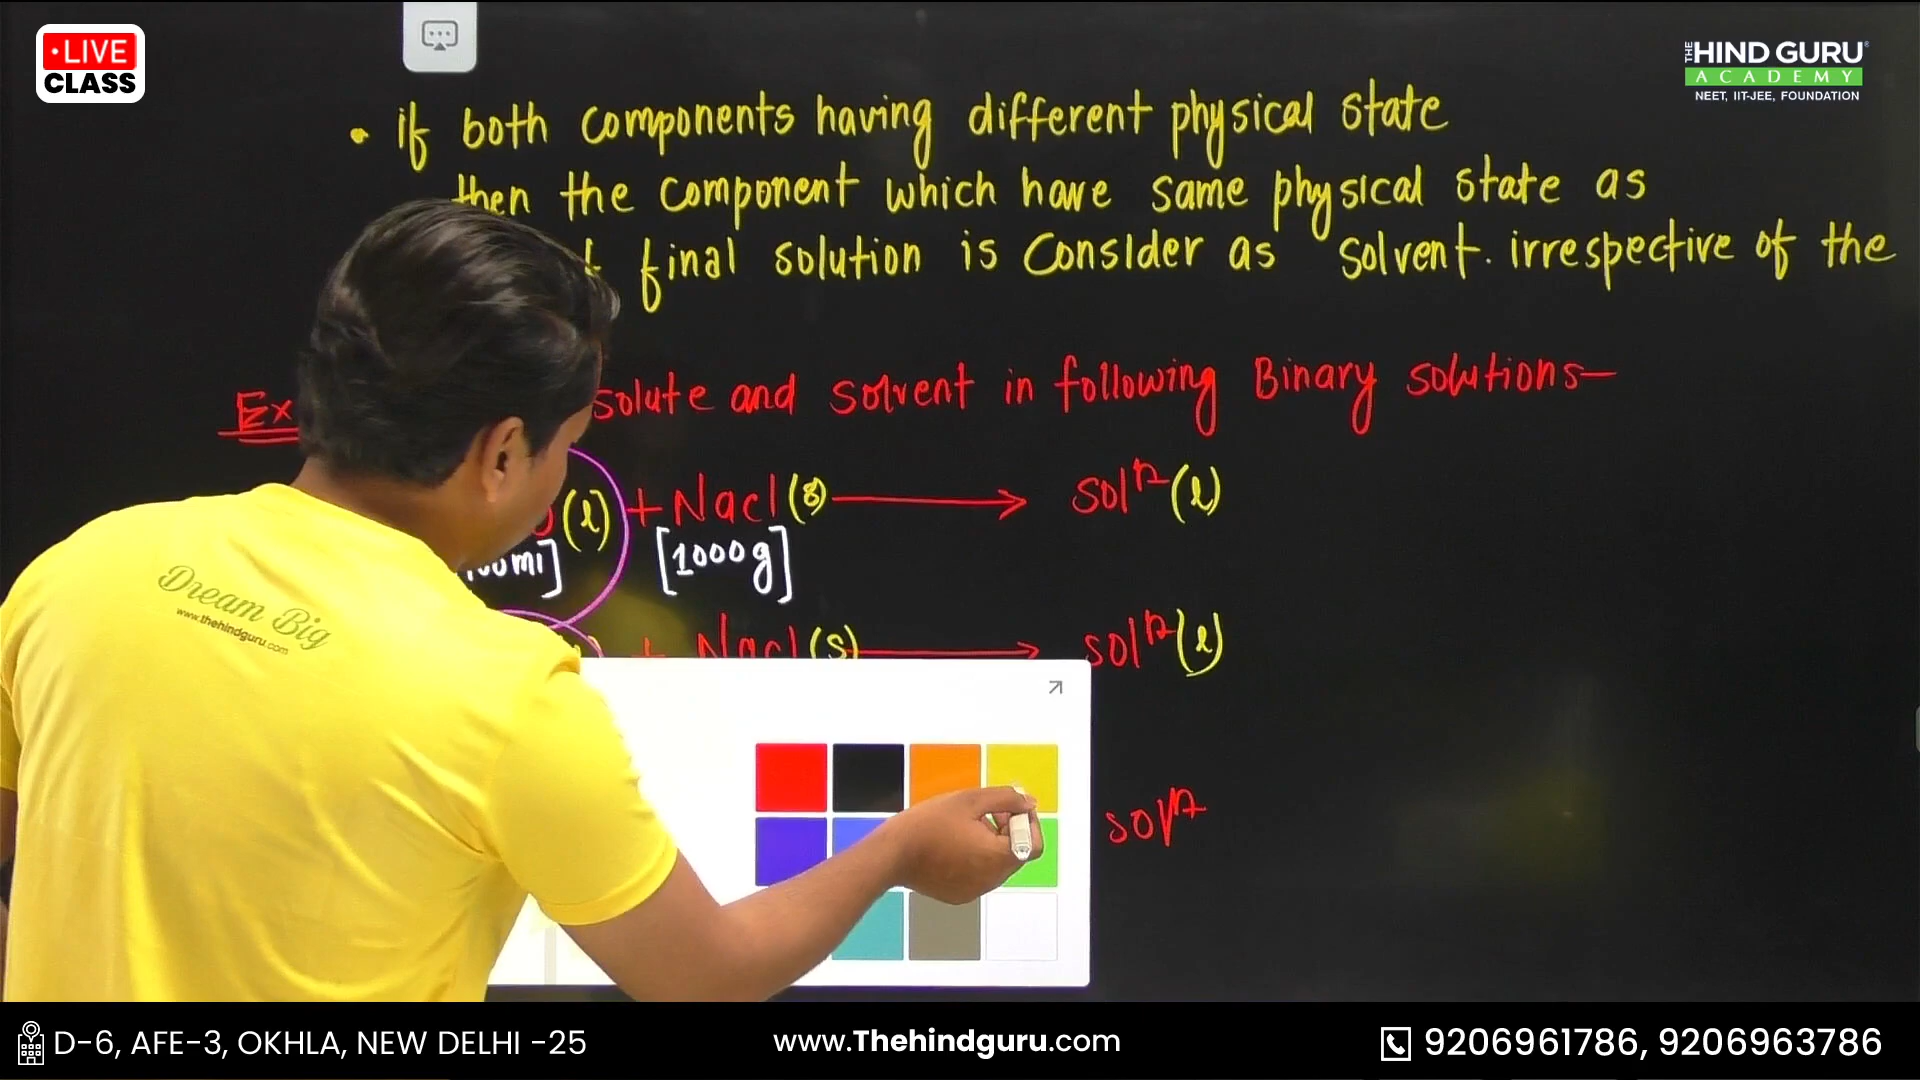 • LIVE
CLASS
THE HIND GURU
ACADEMY
NEET, IIT-JEE, FOUNDATION
• if both components having different physical state
then the component which have same physical state as
final solution is Consider as solvent. irrespective of the
Ex solute and solvent in following Binary solutions—
(l) + Nacl(s) ⟶ solⁿ(l)
00ml] [1000g]
+ Nacl(s) ⟶ solⁿ(l)
solⁿ
Dream Big
www.thehindguru.com
D-6, AFE-3, OKHLA, NEW DELHI -25
www.Thehindguru.com
9206961786, 9206963786